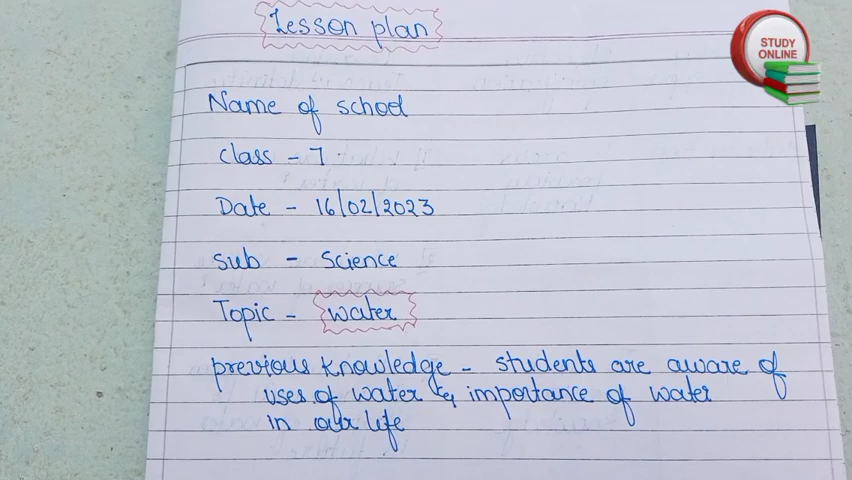 Lesson plan
STUDY
ONLINE
Name of school
class - 7
Date - 16/02/2023
sub - Science
Topic - water
previous knowledge - students are aware of
uses of water & importance of water
in our life